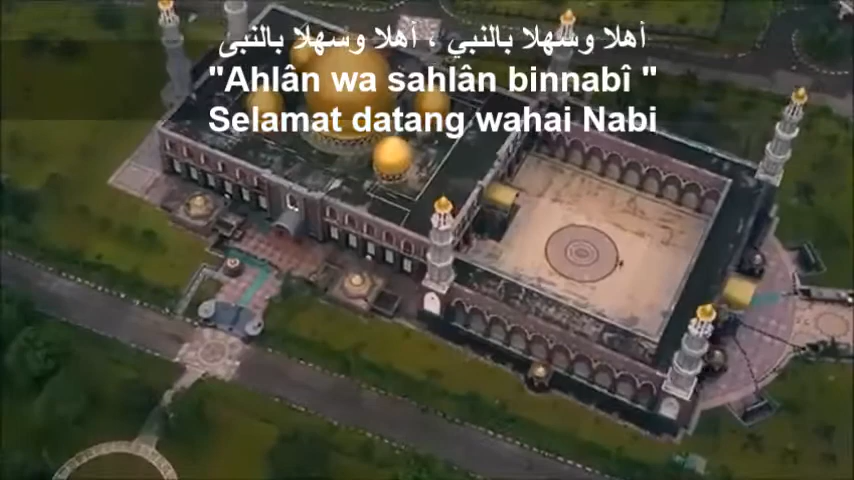 أهلا وسهلا بالنبي ، أهلا وسهلا بالنبى
"Ahlân wa sahlân binnabî "
Selamat datang wahai Nabi